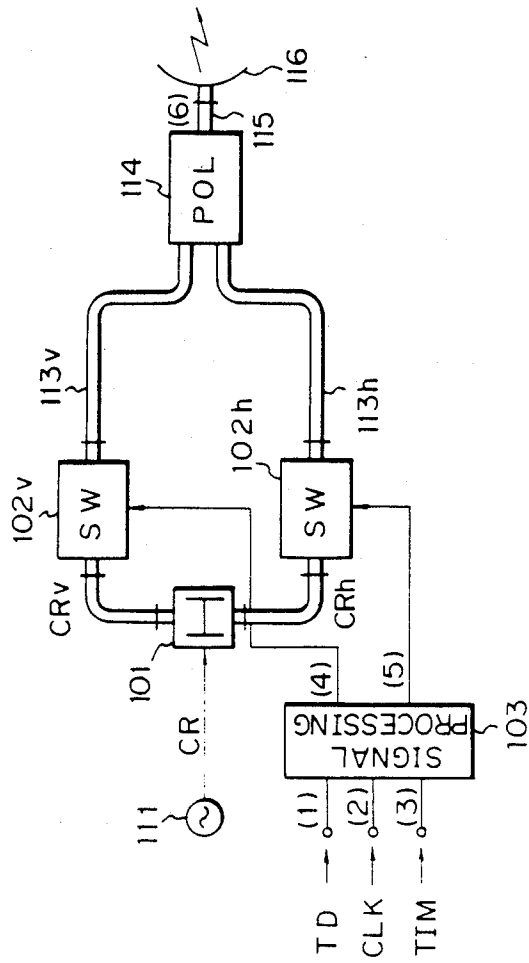 113v
102v
SW
CRv
114
POL
(6)
115
116
111
CR
101
CRh
102h
SW
113h
TD
CLK
TIM
(1)
(2)
(3)
SIGNAL
PROCESSING
103
(4)
(5)